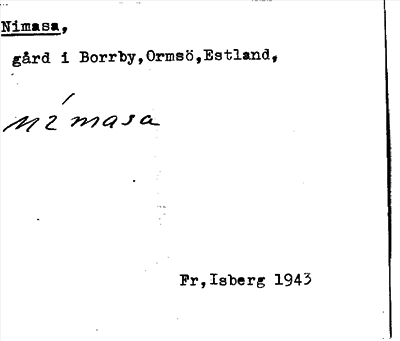 Nimasa,
gård i Borrby,Ormsö,Estland,
nímasa
Fr,Isberg 1943